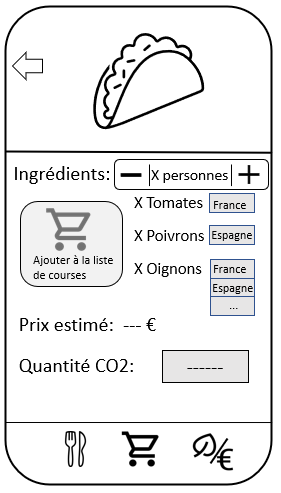 Ingrédients: − X personnes +
X Tomates France
X Poivrons Espagne
X Oignons France
Espagne
...
Ajouter à la liste
de courses
Prix estimé: --- €
Quantité CO2: ------
/€